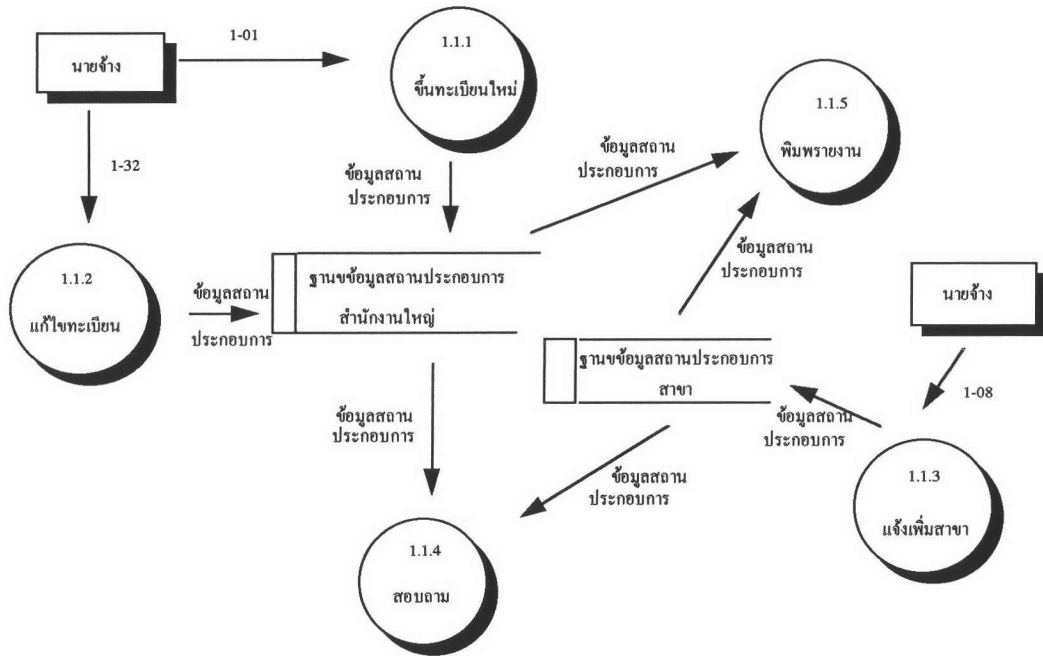 นายจ้าง
1-01
1.1.1
ขึ้นทะเบียนใหม่
1.1.5
พิมพรายงาน
1-32
ข้อมูลสถาน
ประกอบการ
ข้อมูลสถาน
ประกอบการ
1.1.2
แก้ไขทะเบียน
ข้อมูลสถาน
ประกอบการ
ฐานขข้อมูลสถานประกอบการ
สำนักงานใหญ่
ข้อมูลสถาน
ประกอบการ
นายจ้าง
ฐานขข้อมูลสถานประกอบการ
สาขา
1-08
ข้อมูลสถาน
ประกอบการ
ข้อมูลสถาน
ประกอบการ
ข้อมูลสถาน
ประกอบการ
1.1.3
แจ้งเพิ่มสาขา
1.1.4
สอบถาม